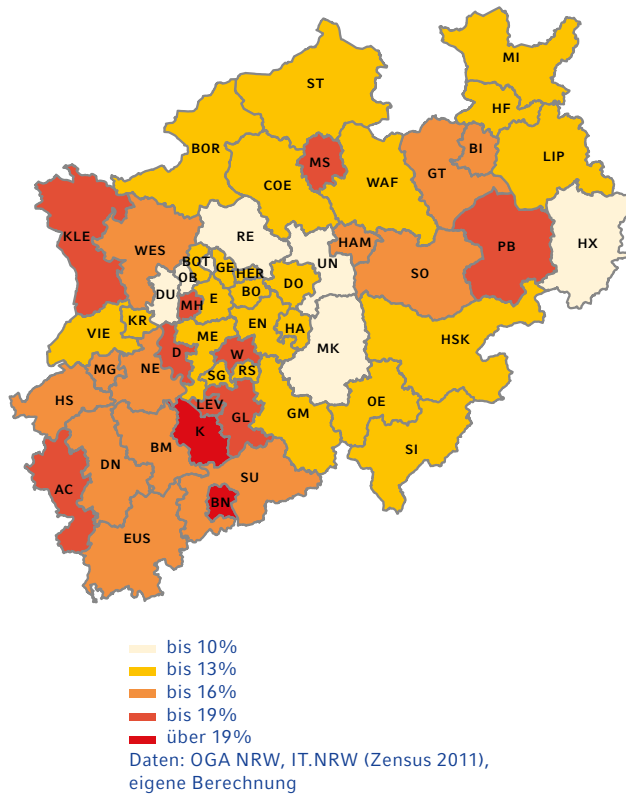 MI
ST
HF
BOR
MS
BI
LIP
GT
COE
WAF
KLE
RE
HAM
PB
HX
WES
BOT
GE
HER
UN
SO
OB
DU
MH
E
BO
DO
KR
VIE
ME
EN
HA
HSK
D
W
MK
MG
NE
SG
RS
HS
LEV
GL
GM
OE
K
SI
BM
DN
AC
SU
BN
EUS
bis 10%
bis 13%
bis 16%
bis 19%
über 19%
Daten: OGA NRW, IT.NRW (Zensus 2011),
eigene Berechnung